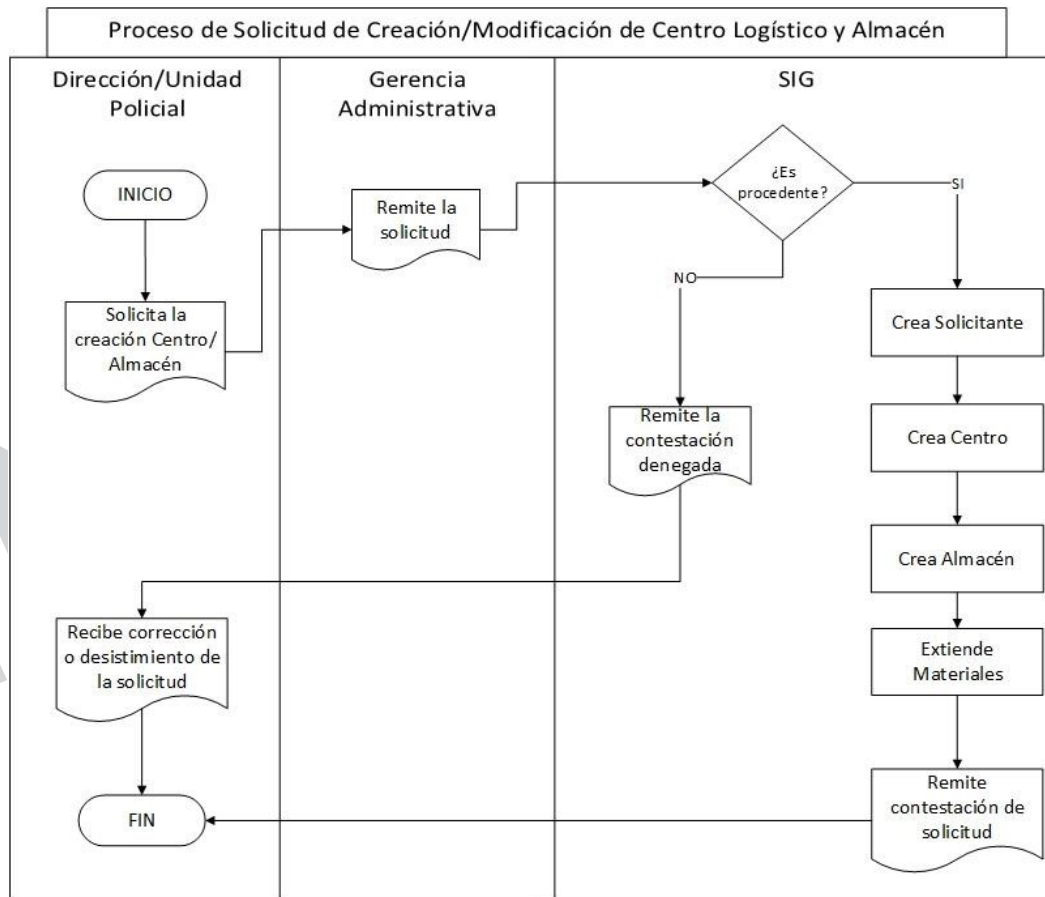 Proceso de Solicitud de Creación/Modificación de Centro Logístico y Almacén
Dirección/Unidad
Policial
Gerencia
Administrativa
SIG
INICIO
Solicita la
creación Centro/
Almacén
Remite la
solicitud
¿Es
procedente?
SI
NO
Crea Solicitante
Crea Centro
Crea Almacén
Extiende
Materiales
Remite
contestación de
solicitud
Remite la
contestación
denegada
Recibe corrección
o desistimiento de
la solicitud
FIN